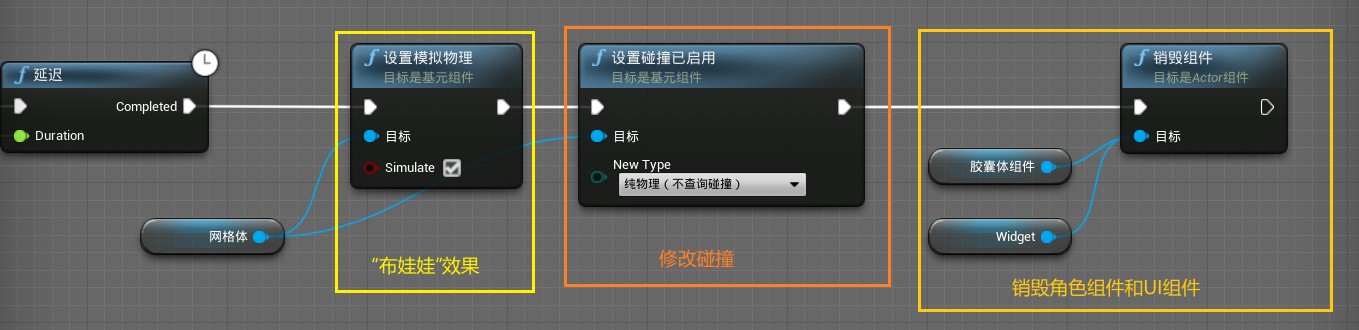 延迟
Completed
Duration
网格体
设置模拟物理
目标是基元组件
目标
Simulate
“布娃娃”效果
设置碰撞已启用
目标是基元组件
目标
New Type
纯物理（不查询碰撞）
修改碰撞
销毁组件
目标是Actor组件
目标
胶囊体组件
Widget
销毁角色组件和UI组件